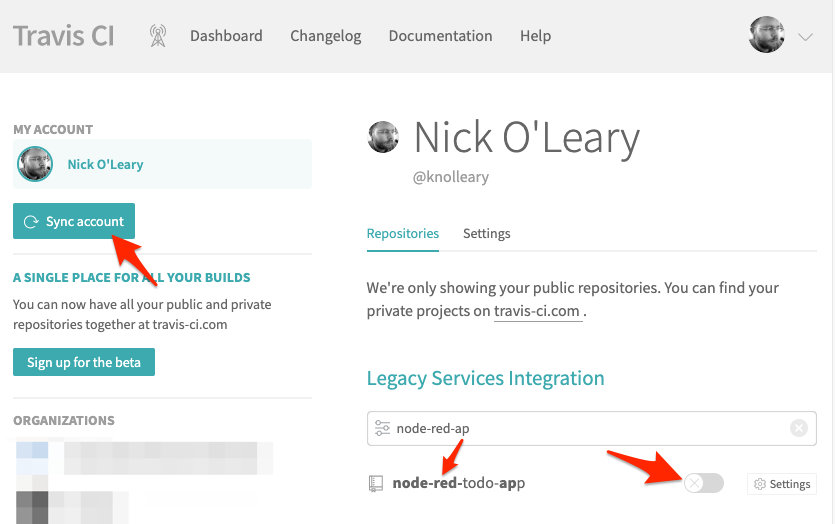 Travis CI
Dashboard Changelog Documentation Help
MY ACCOUNT
Nick O'Leary
Sync account
A SINGLE PLACE FOR ALL YOUR BUILDS
You can now have all your public and private
repositories together at travis-ci.com
Sign up for the beta
ORGANIZATIONS
Nick O'Leary
@knolleary
Repositories Settings
We're only showing your public repositories. You can find your
private projects on travis-ci.com .
Legacy Services Integration
node-red-ap
node-red-todo-app
Settings